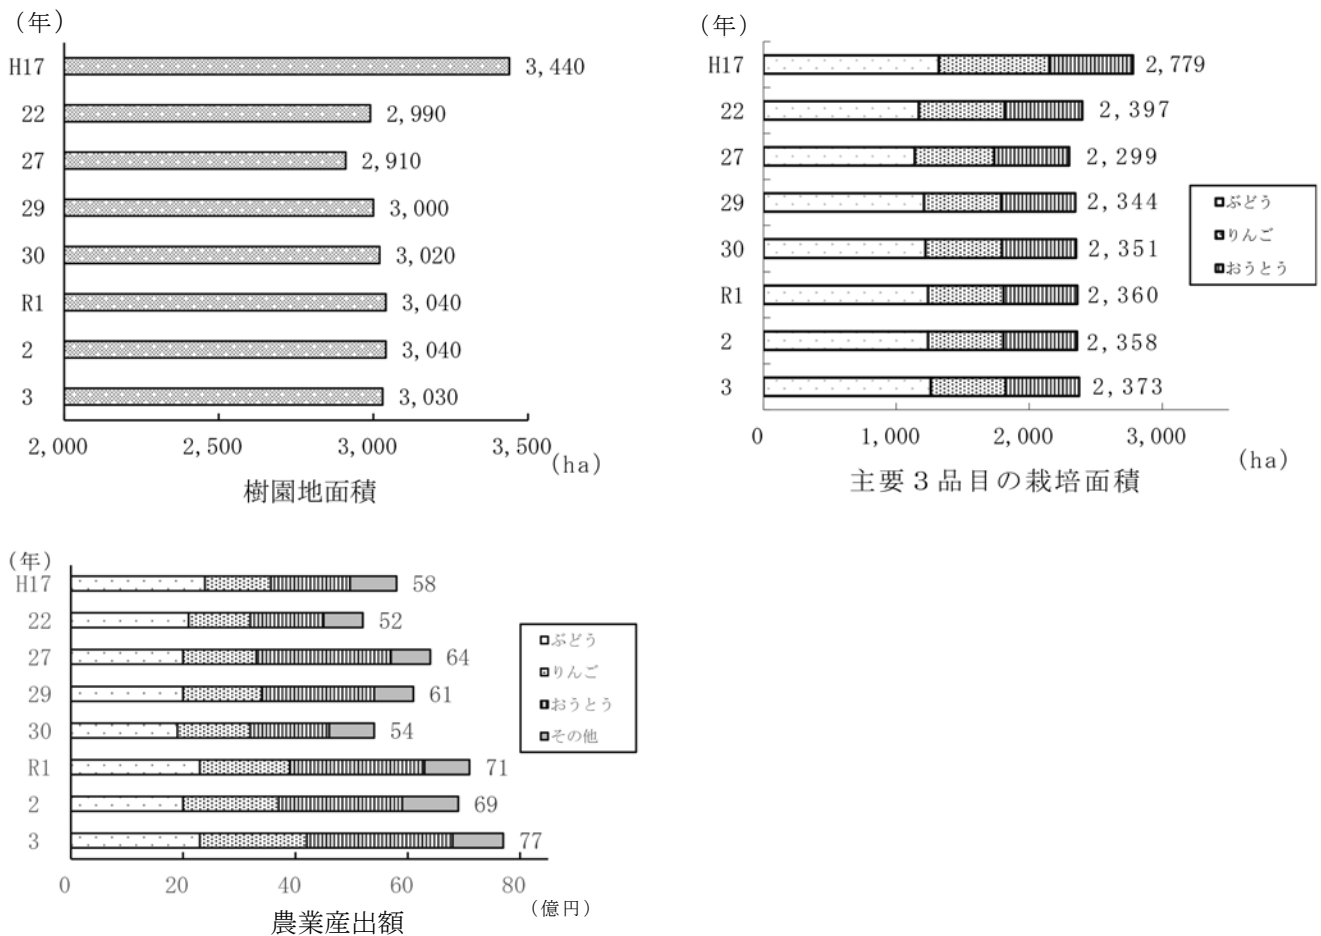 （年）
H17 3,440
22 2,990
27 2,910
29 3,000
30 3,020
R1 3,040
2 3,040
3 3,030
2,000 2,500 3,000 3,500
(ha)
樹園地面積
（年）
H17 2,779
22 2,397
27 2,299
29 2,344
30 2,351
R1 2,360
2 2,358
3 2,373
0 1,000 2,000 3,000
(ha)
主要３品目の栽培面積
ぶどう
りんご
おうとう
（年）
H17 58
22 52
27 64
29 61
30 54
R1 71
2 69
3 77
0 20 40 60 80
（億円）
農業産出額
ぶどう
りんご
おうとう
その他